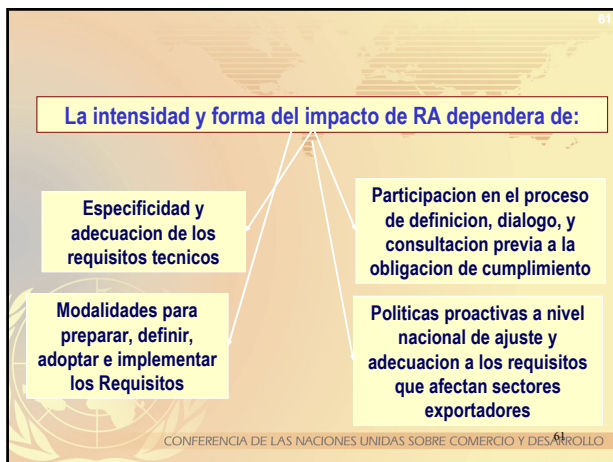 61
La intensidad y forma del impacto de RA dependera de:
Especificidad y
adecuacion de los
requisitos tecnicos
Participacion en el proceso
de definicion, dialogo, y
consultacion previa a la
obligacion de cumplimiento
Modalidades para
preparar, definir,
adoptar e implementar
los Requisitos
Politicas proactivas a nivel
nacional de ajuste y
adecuacion a los requisitos
que afectan sectores
exportadores
61
CONFERENCIA DE LAS NACIONES UNIDAS SOBRE COMERCIO Y DESARROLLO